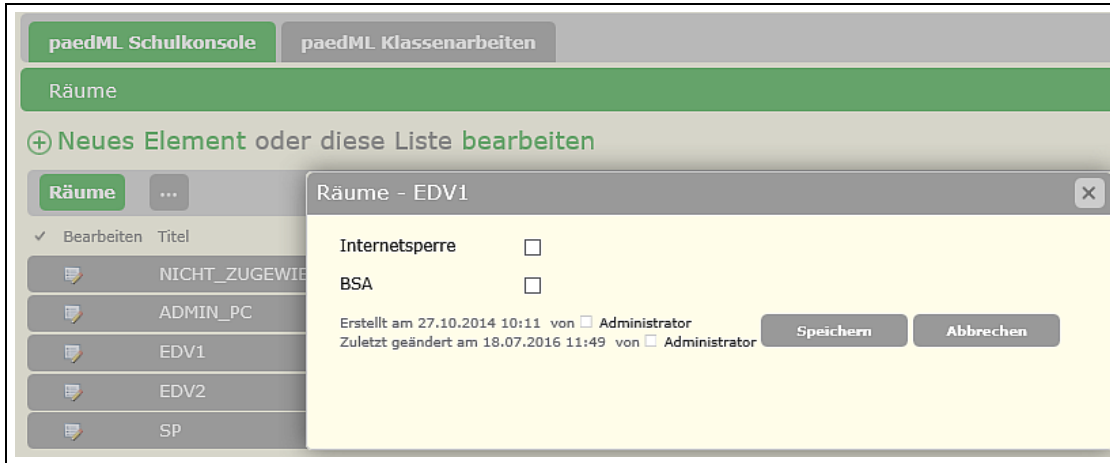 paedML Schulkonsole paedML Klassenarbeiten
Räume
Neues Element oder diese Liste bearbeiten
Räume ...
Bearbeiten Titel
NICHT_ZUGEWIE
ADMIN_PC
EDV1
EDV2
SP
Räume - EDV1
Internetsperre
BSA
Erstellt am 27.10.2014 10:11 von Administrator
Zuletzt geändert am 18.07.2016 11:49 von Administrator
Speichern Abbrechen